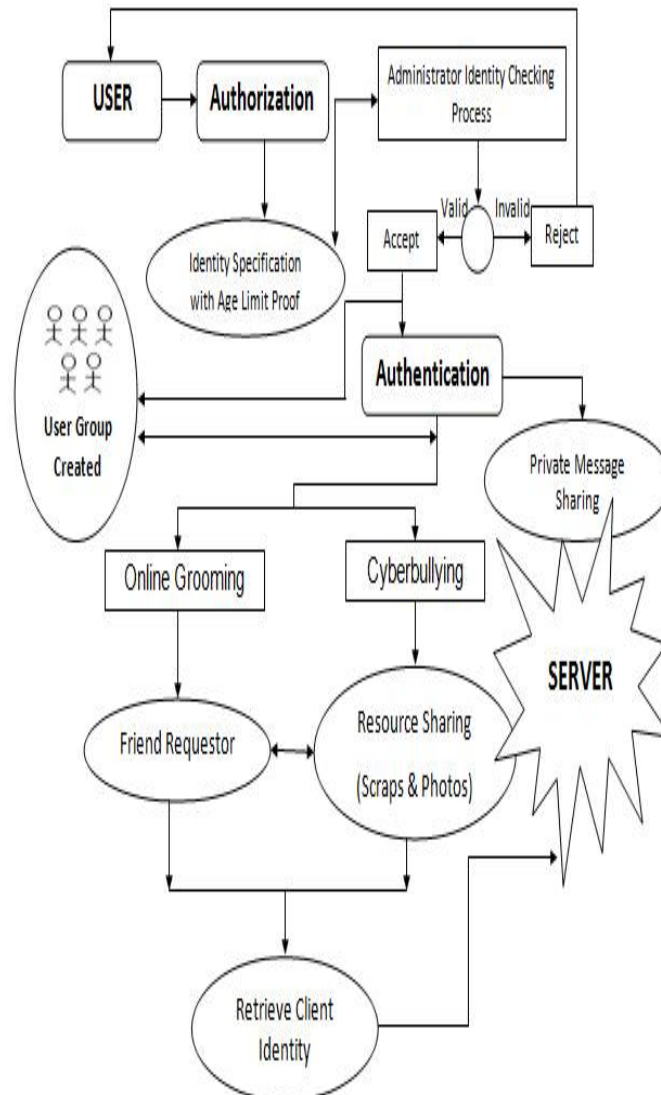 USER
Authorization
Administrator Identity Checking
Process
Valid
Invalid
Accept
Reject
Identity Specification
with Age Limit Proof
User Group
Created
Authentication
Private Message
Sharing
Online Grooming
Cyberbullying
SERVER
Friend Requestor
Resource Sharing
(Scraps & Photos)
Retrieve Client
Identity